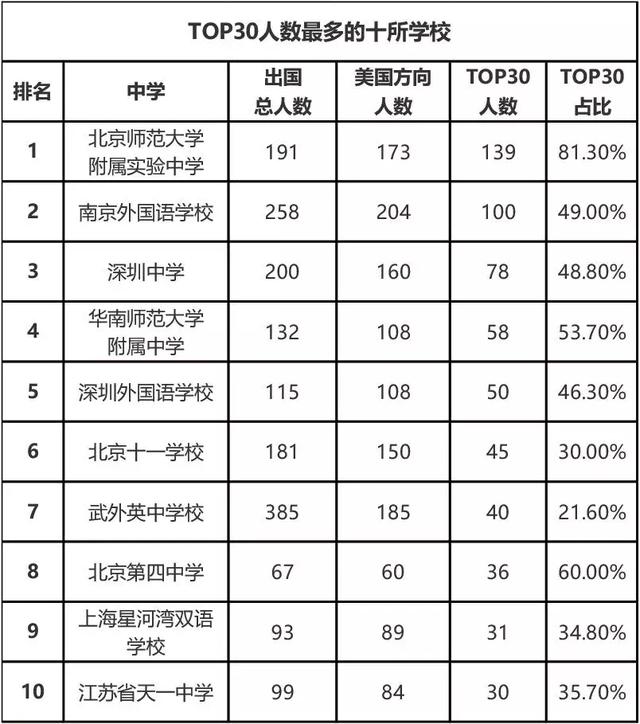 TOP30人数最多的十所学校
排名 中学 出国总人数 美国方向人数 TOP30人数 TOP30占比
1 北京师范大学附属实验中学 191 173 139 81.30%
2 南京外国语学校 258 204 100 49.00%
3 深圳中学 200 160 78 48.80%
4 华南师范大学附属中学 132 108 58 53.70%
5 深圳外国语学校 115 108 50 46.30%
6 北京十一学校 181 150 45 30.00%
7 武外英中学校 385 185 40 21.60%
8 北京第四中学 67 60 36 60.00%
9 上海星河湾双语学校 93 89 31 34.80%
10 江苏省天一中学 99 84 30 35.70%